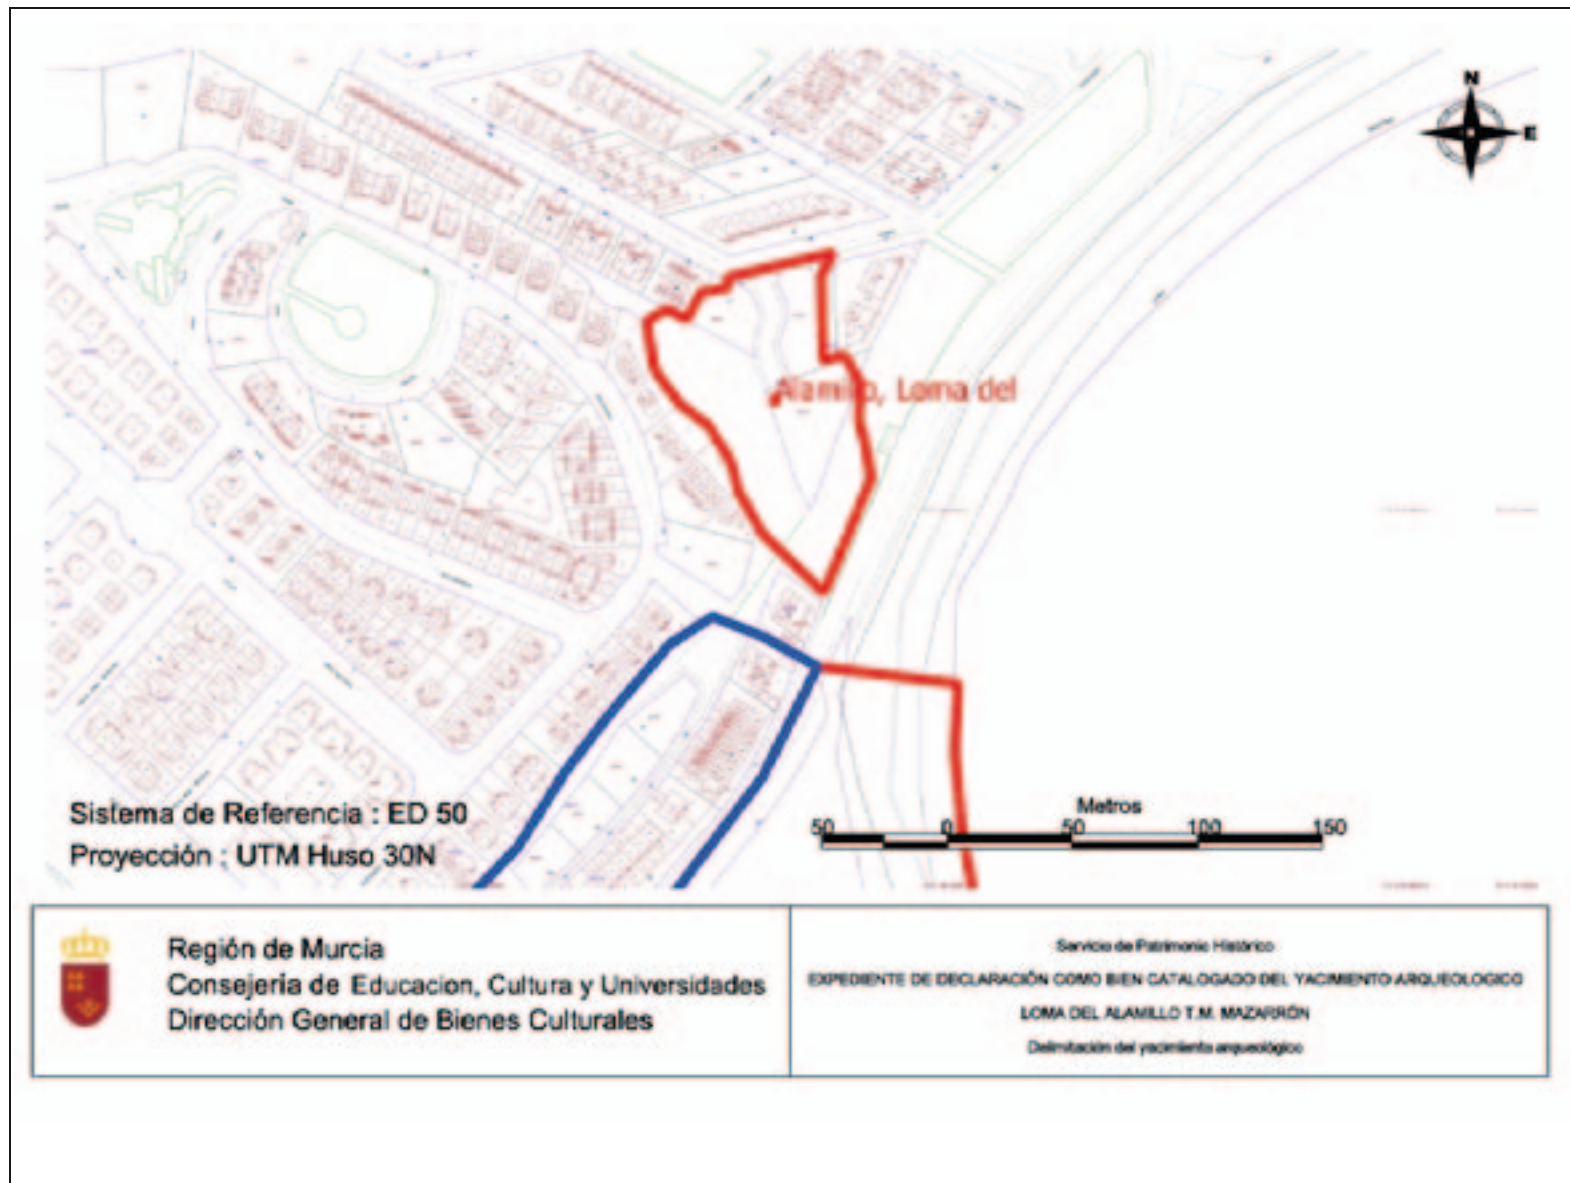 N
E
Alamillo, Loma del
Sistema de Referencia : ED 50
Proyección : UTM Huso 30N
Metros
50 0 50 100 150
Región de Murcia
Consejería de Educacion, Cultura y Universidades
Dirección General de Bienes Culturales
Servicio de Patrimonio Histórico
EXPEDIENTE DE DECLARACIÓN COMO BIEN CATALOGADO DEL YACIMIENTO ARQUEOLOGICO
LOMA DEL ALAMILLO T.M. MAZARRÓN
Delimitación del yacimiento arqueológico